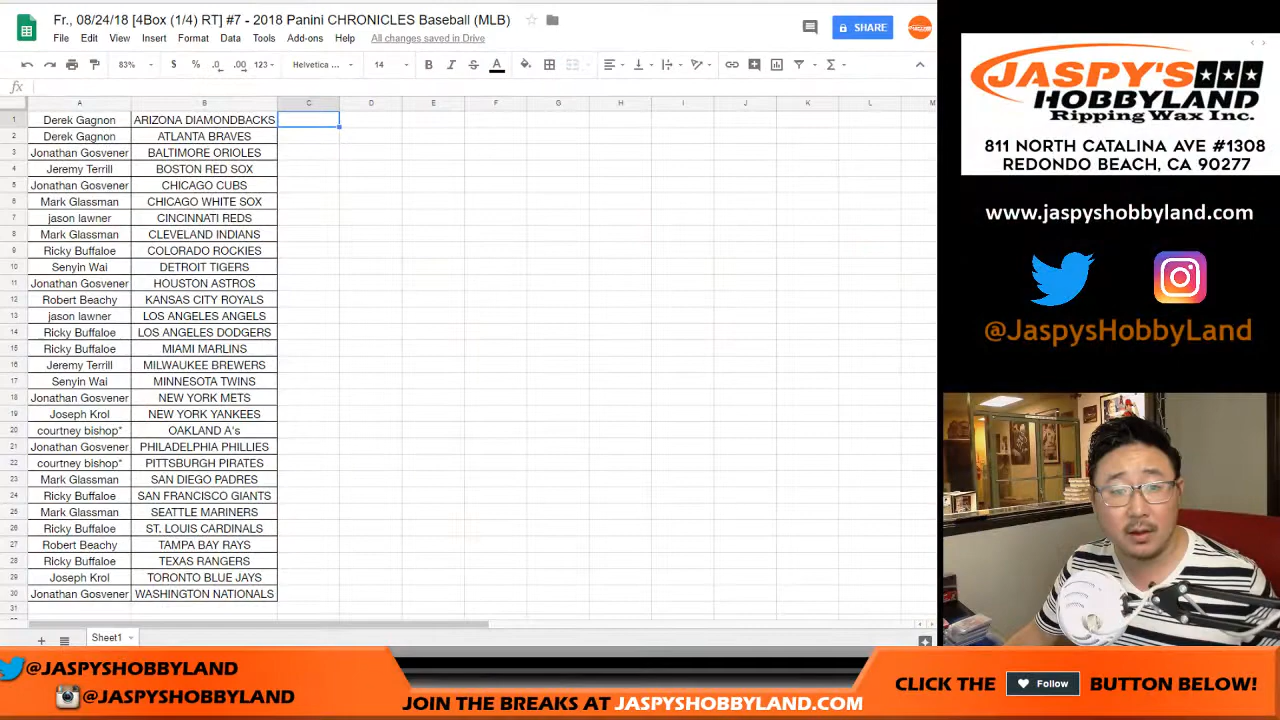 Fr., 08/24/18 [4Box (1/4) RT] #7 - 2018 Panini CHRONICLES Baseball (MLB)
File Edit View Insert Format Data Tools Add-ons Help All changes saved in Drive
SHARE
83% $ % .0 .00 123 Helvetica ... 14 B I S A
fx
A B C D E F G H I J K L M
1 Derek Gagnon ARIZONA DIAMONDBACKS
2 Derek Gagnon ATLANTA BRAVES
3 Jonathan Gosvener BALTIMORE ORIOLES
4 Jeremy Terrill BOSTON RED SOX
5 Jonathan Gosvener CHICAGO CUBS
6 Mark Glassman CHICAGO WHITE SOX
7 jason lawner CINCINNATI REDS
8 Mark Glassman CLEVELAND INDIANS
9 Ricky Buffaloe COLORADO ROCKIES
10 Senyin Wai DETROIT TIGERS
11 Jonathan Gosvener HOUSTON ASTROS
12 Robert Beachy KANSAS CITY ROYALS
13 jason lawner LOS ANGELES ANGELS
14 Ricky Buffaloe LOS ANGELES DODGERS
15 Ricky Buffaloe MIAMI MARLINS
16 Jeremy Terrill MILWAUKEE BREWERS
17 Senyin Wai MINNESOTA TWINS
18 Jonathan Gosvener NEW YORK METS
19 Joseph Krol NEW YORK YANKEES
20 courtney bishop* OAKLAND A's
21 Jonathan Gosvener PHILADELPHIA PHILLIES
22 courtney bishop* PITTSBURGH PIRATES
23 Mark Glassman SAN DIEGO PADRES
24 Ricky Buffaloe SAN FRANCISCO GIANTS
25 Mark Glassman SEATTLE MARINERS
26 Ricky Buffaloe ST. LOUIS CARDINALS
27 Robert Beachy TAMPA BAY RAYS
28 Ricky Buffaloe TEXAS RANGERS
29 Joseph Krol TORONTO BLUE JAYS
30 Jonathan Gosvener WASHINGTON NATIONALS
31
Sheet1
JASPY'S
HOBBYLAND
Ripping Wax Inc.
811 NORTH CATALINA AVE #1308
REDONDO BEACH, CA 90277
www.jaspyshobbyland.com
@JaspysHobbyLand
@JASPYSHOBBYLAND
@JASPYSHOBBYLAND
JOIN THE BREAKS AT JASPYSHOBBYLAND.COM
CLICK THE Follow BUTTON BELOW!